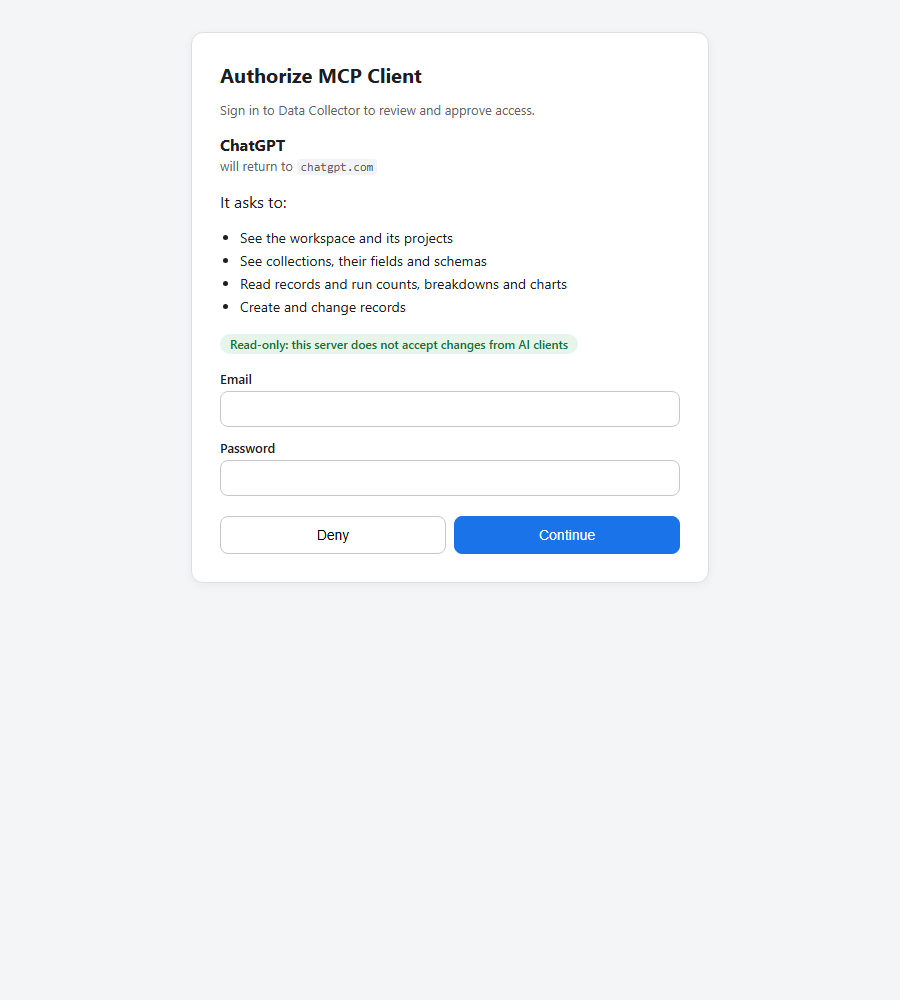 Authorize MCP Client
Sign in to Data Collector to review and approve access.
ChatGPT
will return to chatgpt.com
It asks to:
• See the workspace and its projects
• See collections, their fields and schemas
• Read records and run counts, breakdowns and charts
• Create and change records
Read-only: this server does not accept changes from AI clients
Email
Password
Deny
Continue